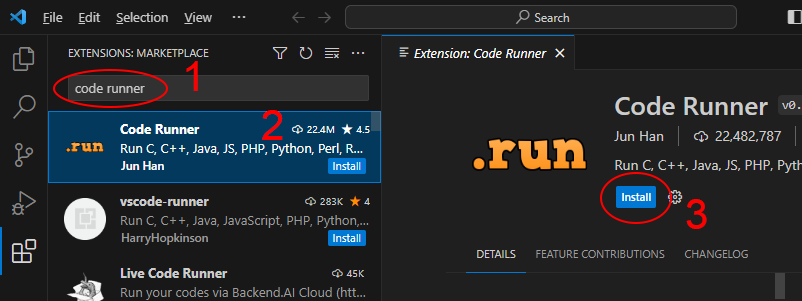 File Edit Selection View ··· Search
EXTENSIONS: MARKETPLACE
code runner
1
2
.run
Code Runner 22.4M ★ 4.5
Run C, C++, Java, JS, PHP, Python, Perl, R...
Jun Han Install
vscode-runner 283K ★ 4
Run C, C++, Java, JavaScript, PHP, Python,...
HarryHopkinson Install
Live Code Runner 45K
Run your codes via Backend.AI Cloud (htt...
Extension: Code Runner
.run
Code Runner v0.
Jun Han 22,482,787
Run C, C++, Java, JS, PHP, Python, Pe
Install
3
DETAILS FEATURE CONTRIBUTIONS CHANGELOG